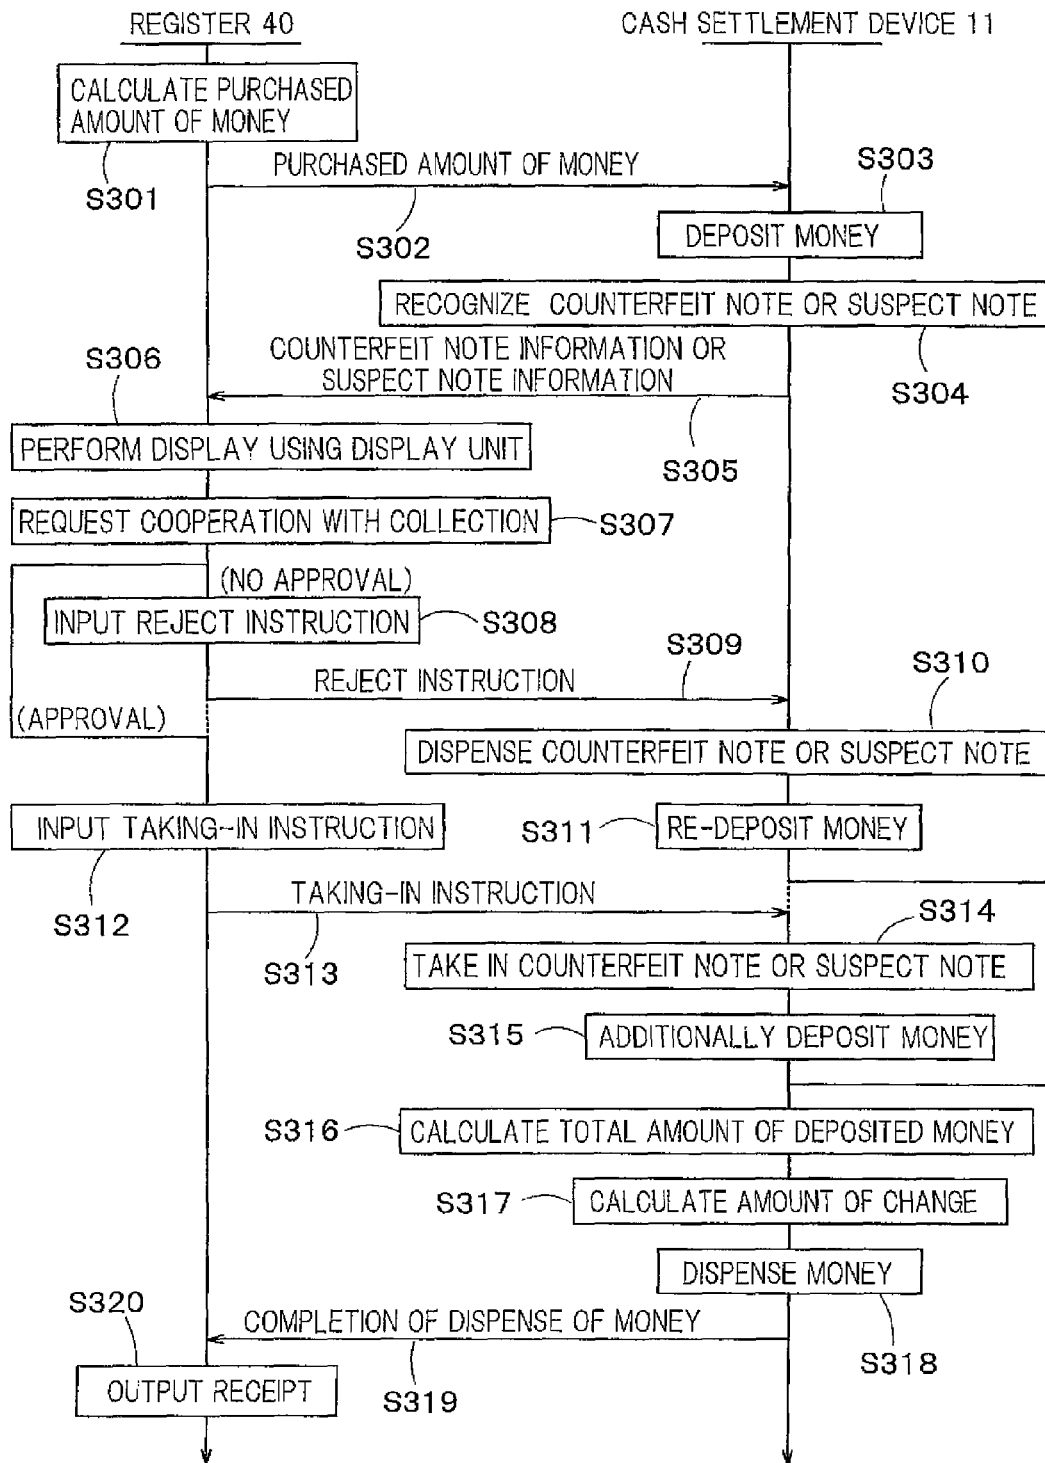 REGISTER 40
CASH SETTLEMENT DEVICE 11
CALCULATE PURCHASED
AMOUNT OF MONEY
S301
PURCHASED AMOUNT OF MONEY
S302
S303
DEPOSIT MONEY
RECOGNIZE COUNTERFEIT NOTE OR SUSPECT NOTE
S304
COUNTERFEIT NOTE INFORMATION OR
SUSPECT NOTE INFORMATION
S305
S306
PERFORM DISPLAY USING DISPLAY UNIT
REQUEST COOPERATION WITH COLLECTION
S307
(NO APPROVAL)
INPUT REJECT INSTRUCTION
S308
REJECT INSTRUCTION
S309
S310
(APPROVAL)
DISPENSE COUNTERFEIT NOTE OR SUSPECT NOTE
INPUT TAKING-IN INSTRUCTION
S311
RE-DEPOSIT MONEY
S312
TAKING-IN INSTRUCTION
S313
S314
TAKE IN COUNTERFEIT NOTE OR SUSPECT NOTE
S315
ADDITIONALLY DEPOSIT MONEY
S316
CALCULATE TOTAL AMOUNT OF DEPOSITED MONEY
S317
CALCULATE AMOUNT OF CHANGE
DISPENSE MONEY
S318
S320
COMPLETION OF DISPENSE OF MONEY
S319
OUTPUT RECEIPT